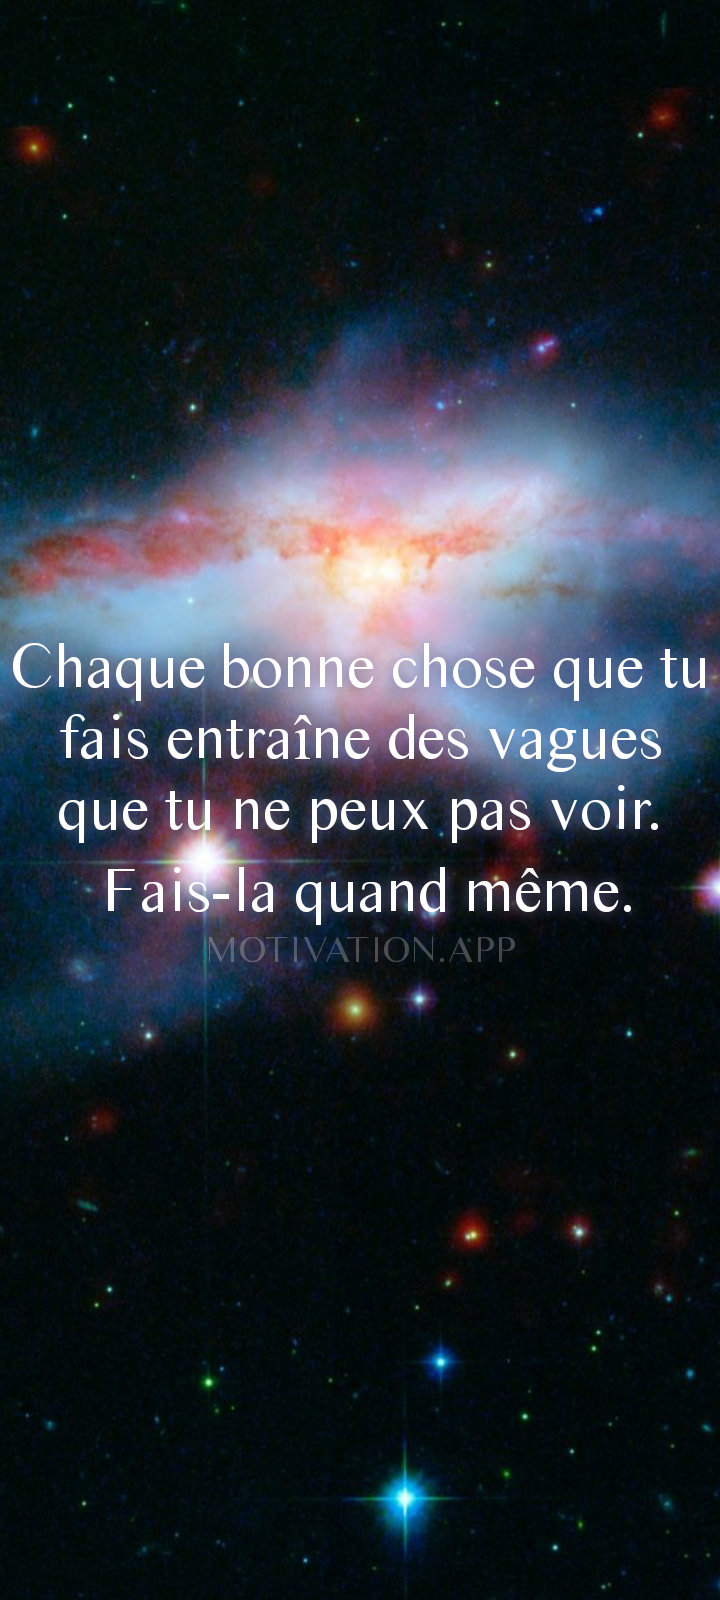 Chaque bonne chose que tu
fais entraîne des vagues
que tu ne peux pas voir.
Fais-la quand même.
MOTIVATION.APP